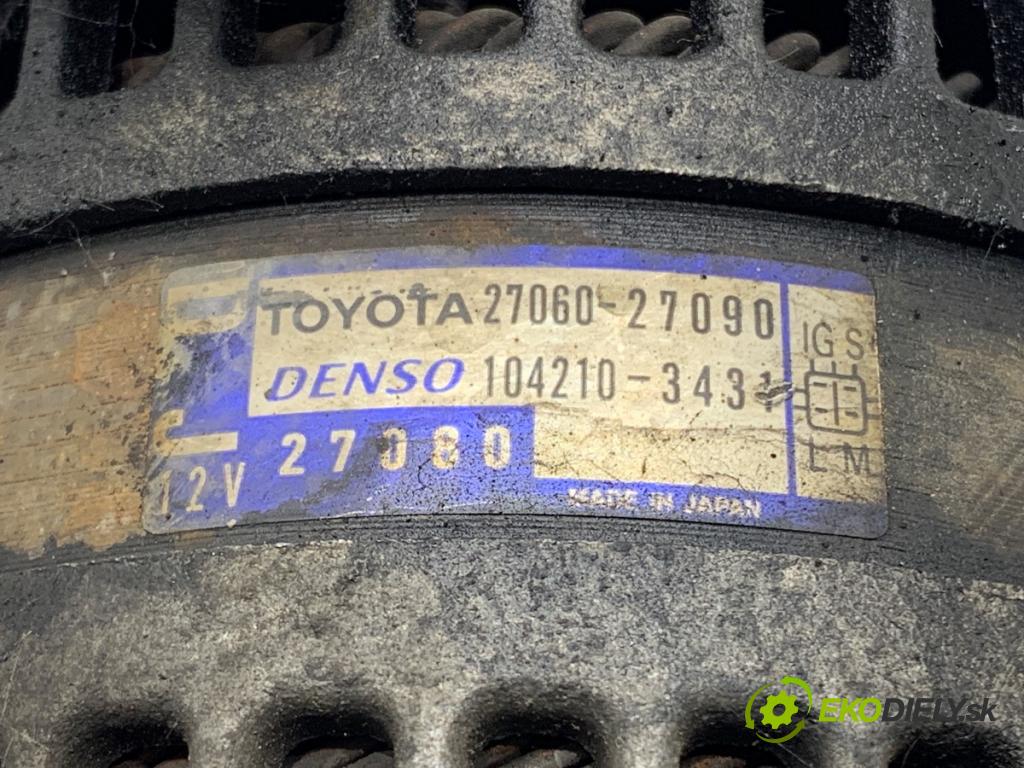 TOYOTA 27060-27090
DENSO 104210-3431
27080
12V
MADE IN JAPAN
IG S
L M
EKODIELY.sk